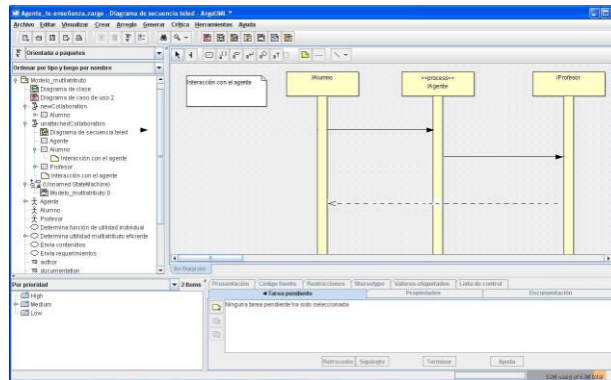 Agente_te-enseñanza.zargo - Diagrama de secuencia teled - ArgoUML *
Archivo Editar Visualizar Crear Arreglo Generar Crítica Herramientas Ayuda
Orientada a paquetes
Ordenar por tipo y luego por nombre
Modelo_multiatributo
Diagrama de clase
Diagrama de caso de uso 2
newCollaboration
Alumno
unattachedCollaboration
Diagrama de secuencia teled
Agente
Alumno
Interacción con el agente
Profesor
Interacción con el agente
(Unnamed StateMachine)
Modelo_multiatributo 0
Agente
Alumno
Profesor
Determina función de utilidad individual
Determina utilidad multiatributo eficiente
Envía contenidos
Envía requerimientos
author
documentation
Interacción con el agente
/Alumno
<<process>>
/Agente
/Profesor
As Diagram
Por prioridad
2 Items
High
Medium
Low
Presentación Código fuente Restricciones Stereotype Valores etiquetados Lista de control
Tarea pendiente Propiedades Documentación
Ninguna tarea pendiente ha sido seleccionada
Retroceder Siguiente Terminar Ayuda